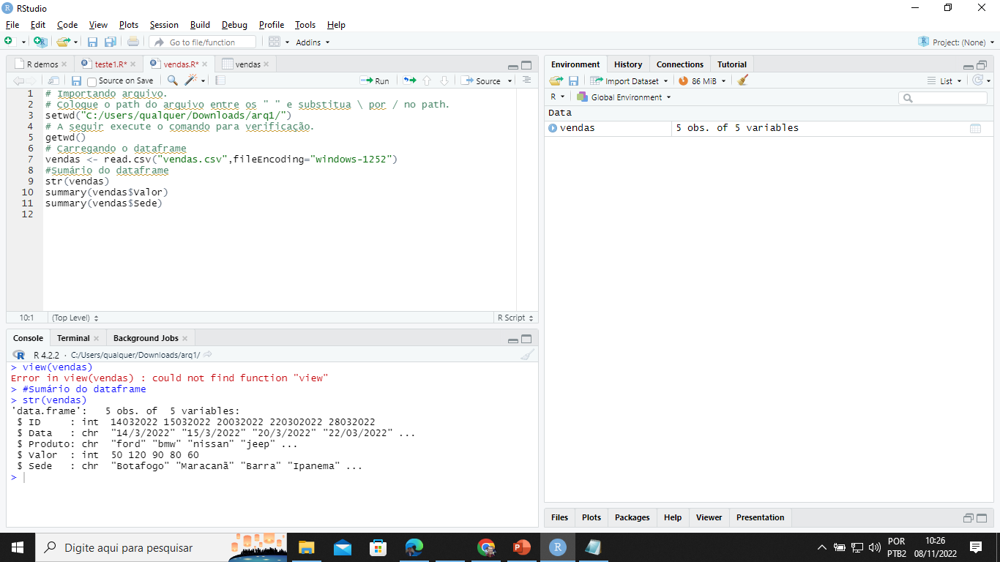 RStudio
File Edit Code View Plots Session Build Debug Profile Tools Help
Go to file/function Addins Project: (None)
R demos teste1.R* vendas.R* vendas
Source on Save Run Source
1 # Importando arquivo.
2 # Coloque o path do arquivo entre os " " e substitua \ por / no path.
3 setwd("C:/Users/qualquer/Downloads/arq1/")
4 # A seguir execute o comando para verificação.
5 getwd()
6 # Carregando o dataframe
7 vendas <- read.csv("vendas.csv",fileEncoding="windows-1252")
8 #Sumário do dataframe
9 str(vendas)
10 summary(vendas$Valor)
11 summary(vendas$Sede)
12
10:1 (Top Level) R Script
Console Terminal Background Jobs
R 4.2.2 · C:/Users/qualquer/Downloads/arq1/
> view(vendas)
Error in view(vendas) : could not find function "view"
> #Sumário do dataframe
> str(vendas)
'data.frame': 5 obs. of 5 variables:
$ ID : int 14032022 15032022 20032022 220302022 28032022
$ Data : chr "14/3/2022" "15/3/2022" "20/3/2022" "22/03/2022" ...
$ Produto: chr "ford" "bmw" "nissan" "jeep" ...
$ Valor : int 50 120 90 80 60
$ Sede : chr "Botafogo" "Maracanã" "Barra" "Ipanema" ...
>
Environment History Connections Tutorial
Import Dataset 86 MiB List
R Global Environment
Data
vendas 5 obs. of 5 variables
Files Plots Packages Help Viewer Presentation
Digite aqui para pesquisar
POR
PTB2
10:26
08/11/2022